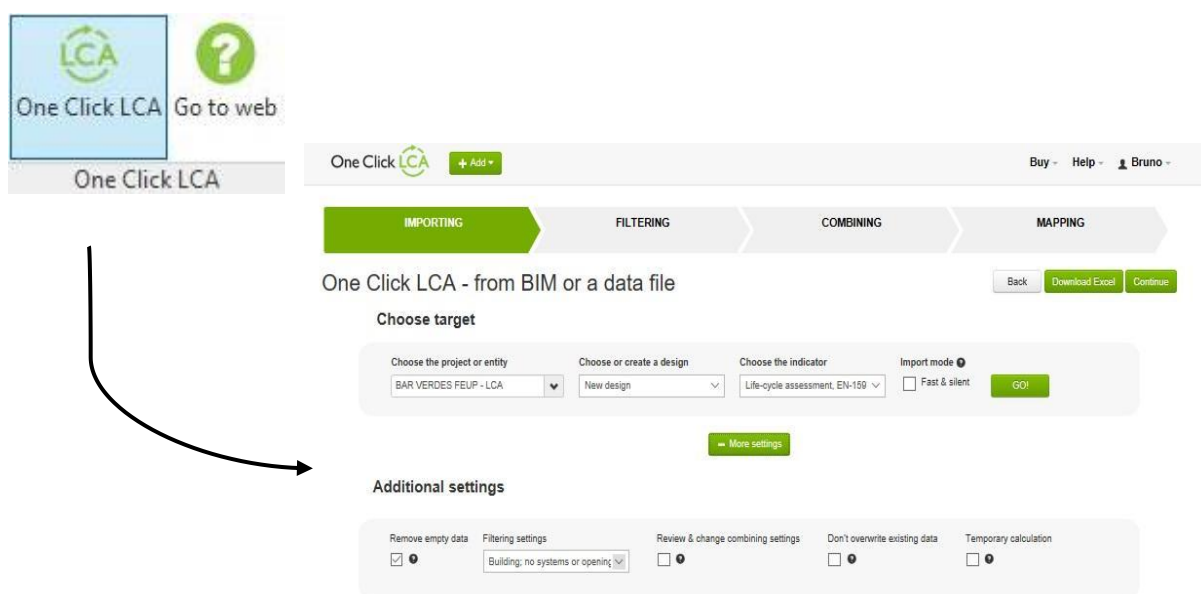 LCA
One Click LCA Go to web
One Click LCA
One Click LCA + Add Buy Help Bruno
IMPORTING FILTERING COMBINING MAPPING
One Click LCA - from BIM or a data file Back Download Excel Continue
Choose target
Choose the project or entity Choose or create a design Choose the indicator Import mode ?
BAR VERDES FEUP - LCA New design Life-cycle assessment, EN-159 Fast & silent GO!
More settings
Additional settings
Remove empty data Filtering settings Review & change combining settings Don't overwrite existing data Temporary calculation
? Building; no systems or opening ? ? ?